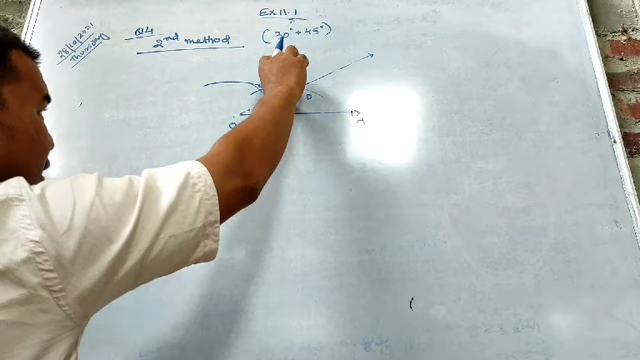 Ex 11.1
28/10/2021
Thursday
Q4
2nd method
(30° + 45°)
O
D
A